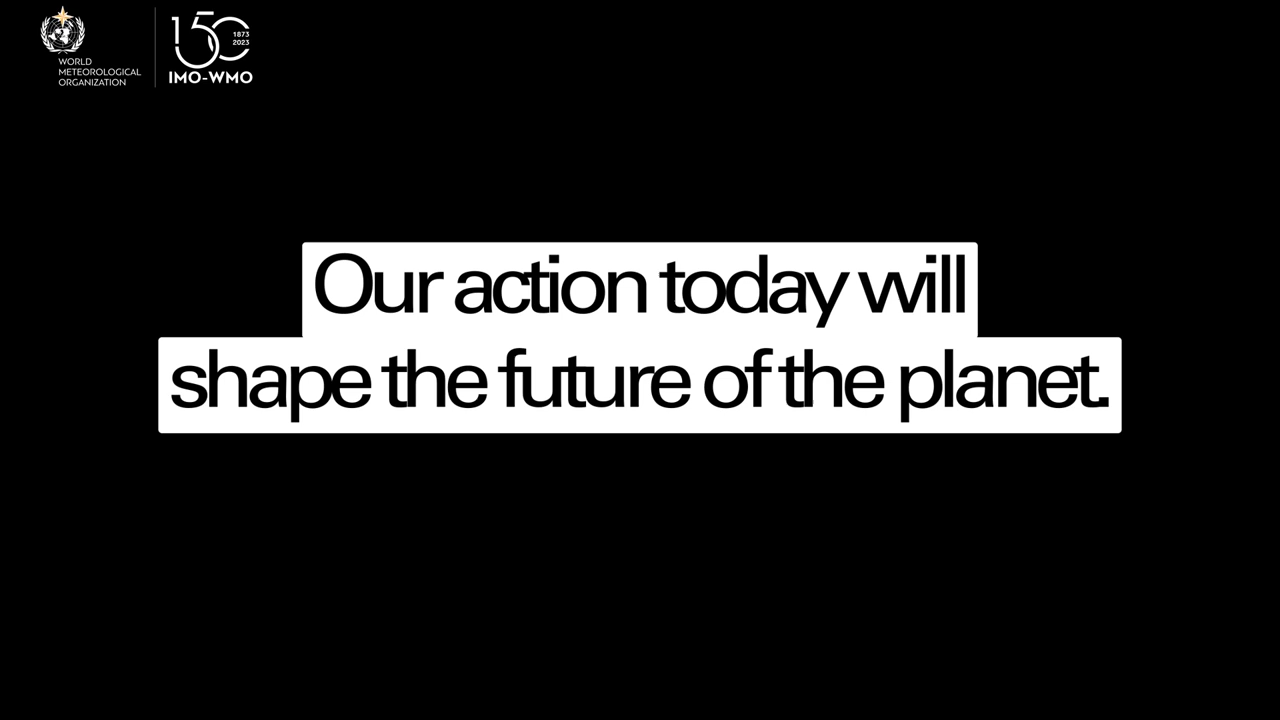 WORLD
METEOROLOGICAL
ORGANIZATION
150
1873
2023
IMO-WMO
Our action today will
shape the future of the planet.